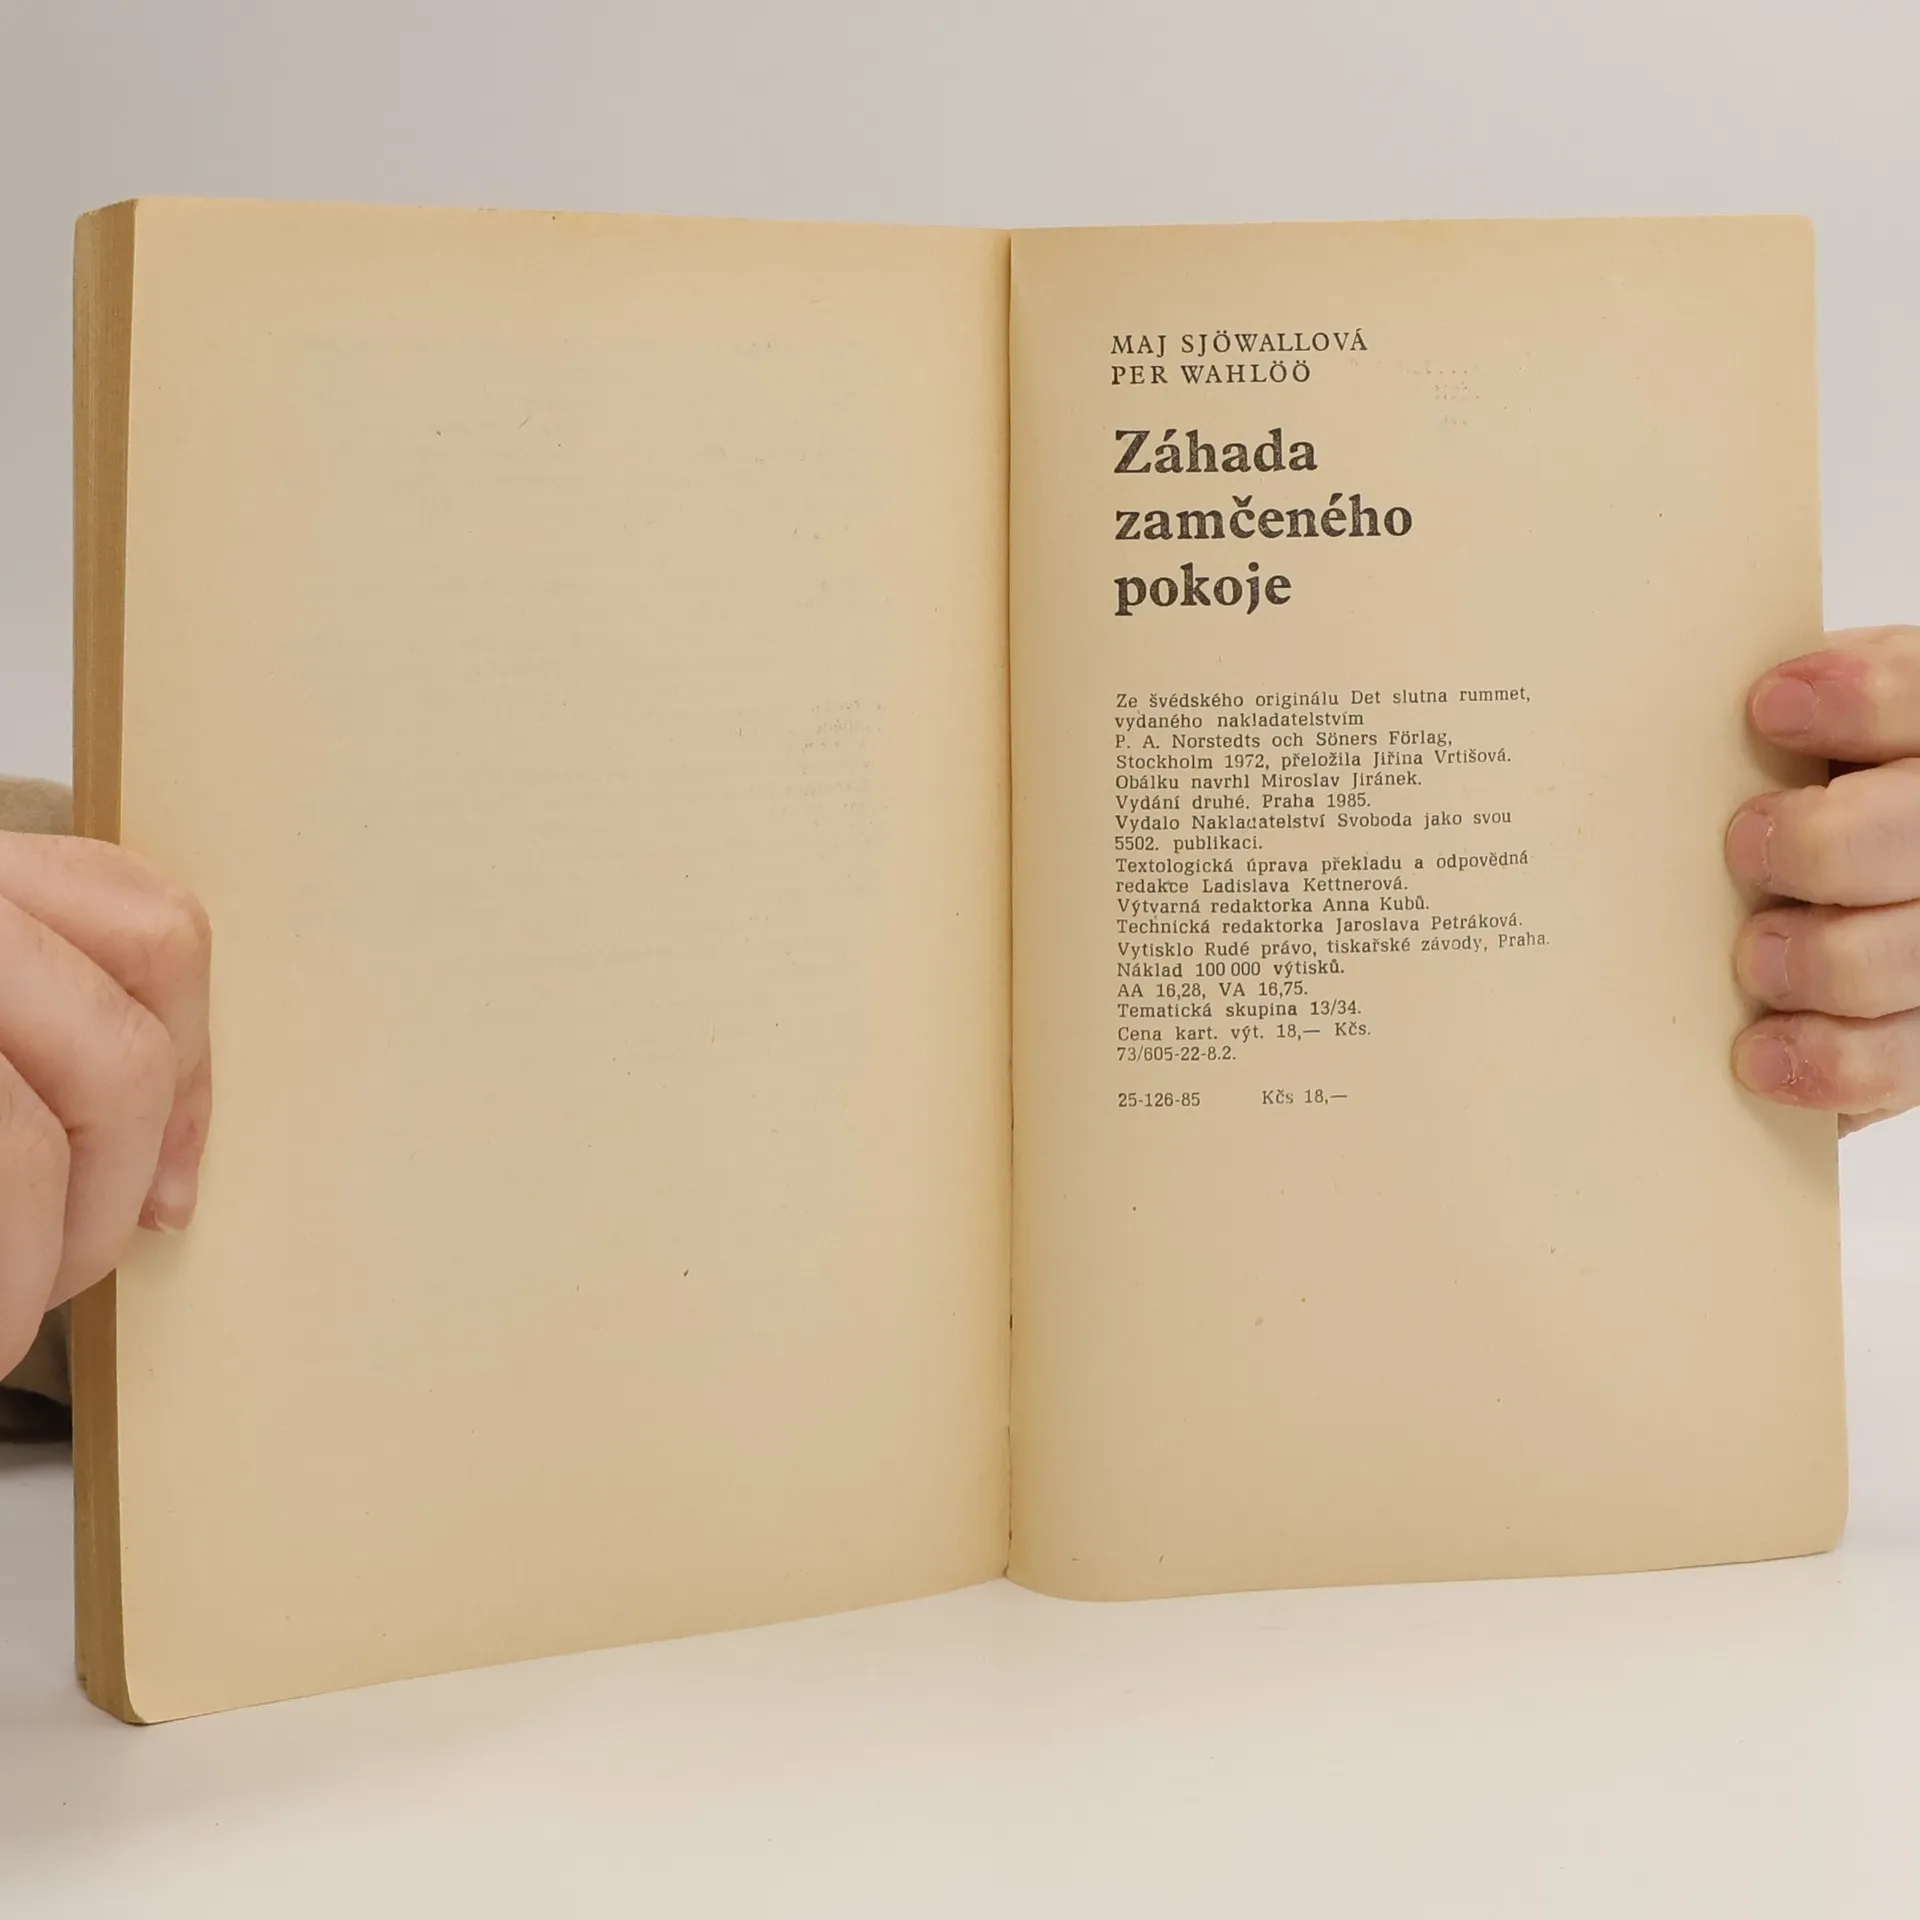 MAJ SJÖWALLOVÁ
PER WAHLÖÖ
Záhada
zamčeného
pokoje
Ze švédského originálu Det slutna rummet,
vydaného nakladatelstvím
P. A. Norstedts och Söners Förlag,
Stockholm 1972, přeložila Jiřina Vrtišová.
Obálku navrhl Miroslav Jiránek.
Vydání druhé. Praha 1985.
Vydalo Nakladatelství Svoboda jako svou
5502. publikaci.
Textologická úprava překladu a odpovědná
redakce Ladislava Kettnerová.
Výtvarná redaktorka Anna Kubů.
Technická redaktorka Jaroslava Petráková.
Vytisklo Rudé právo, tiskařské závody, Praha.
Náklad 100 000 výtisků.
AA 16,28, VA 16,75.
Tematická skupina 13/34.
Cena kart. výt. 18,— Kčs.
73/605-22-8.2.
25-126-85 Kčs 18,—